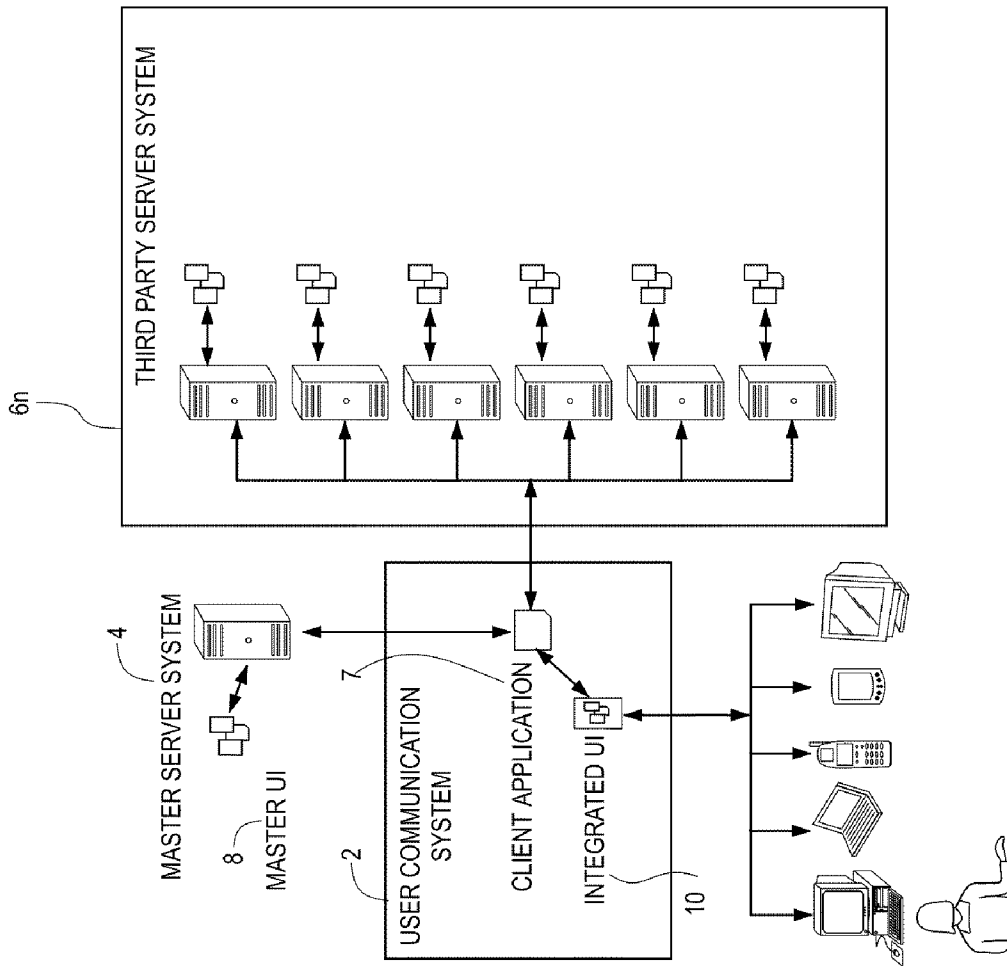 6n
THIRD PARTY SERVER SYSTEM
4
MASTER SERVER SYSTEM
8
MASTER UI
2
USER COMMUNICATION
SYSTEM
7
CLIENT APPLICATION
INTEGRATED UI
10